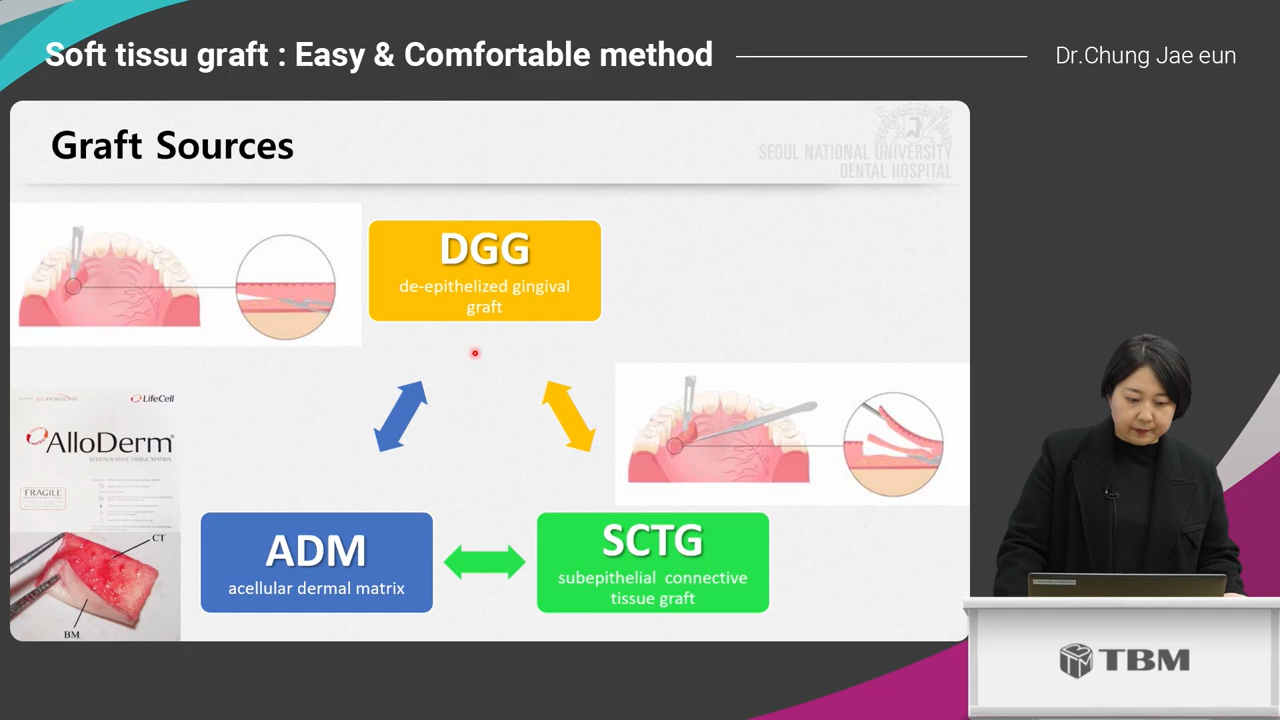 Soft tissu graft : Easy & Comfortable method
Dr.Chung Jae eun
Graft Sources
SEOUL NATIONAL UNIVERSITY
DENTAL HOSPITAL
DGG
de-epithelized gingival
graft
LifeCell
AlloDerm®
REGENERATIVE TISSUE MATRIX
FRAGILE
CT
BM
ADM
acellular dermal matrix
SCTG
subepithelial connective
tissue graft
TBM